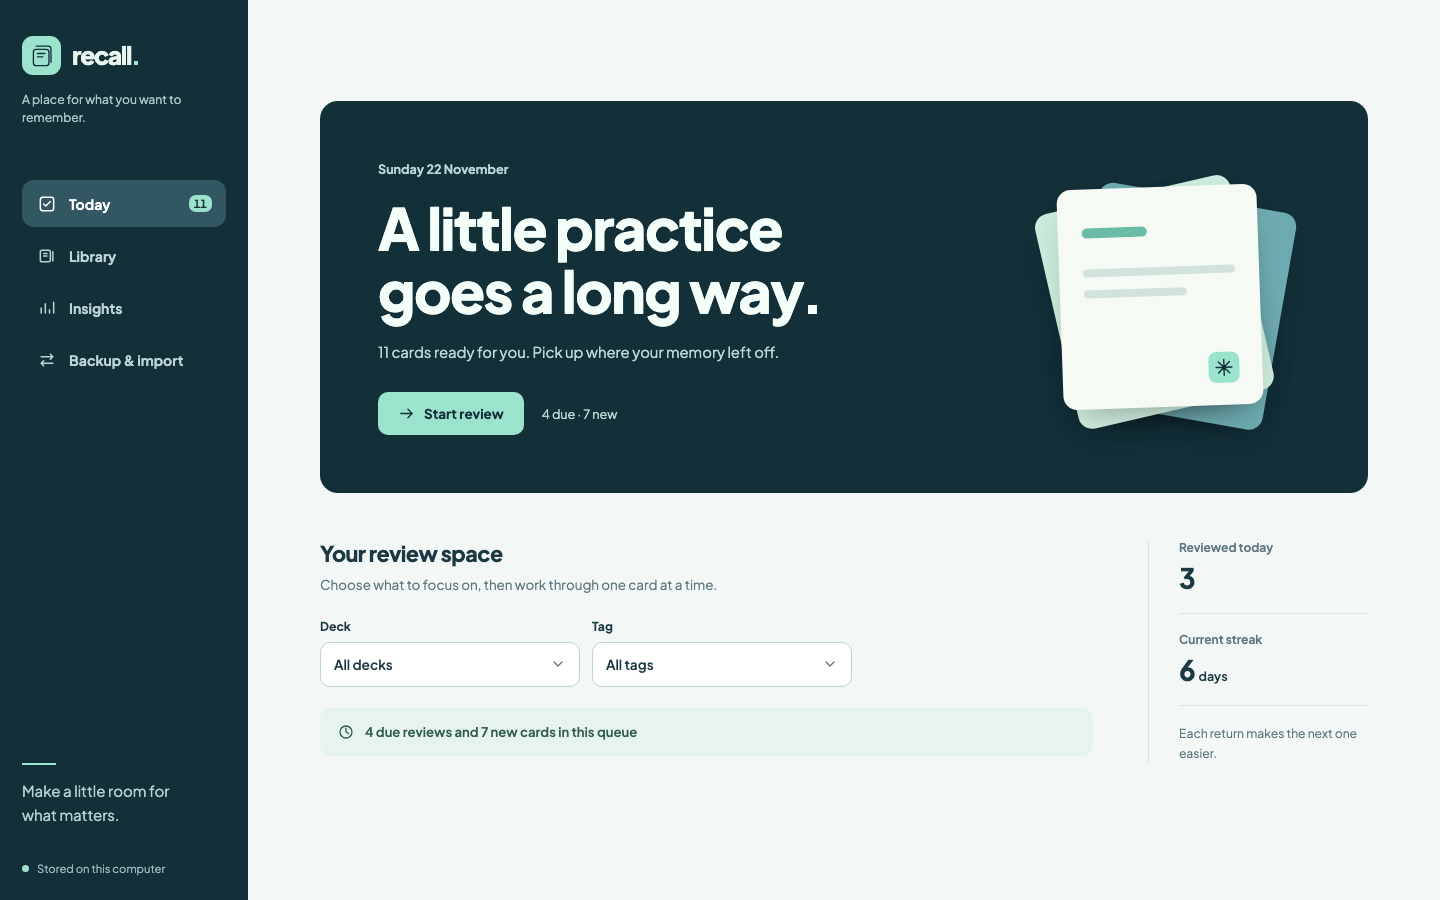 recall.
A place for what you want to
remember.
Today
11
Library
Insights
Backup & import
Make a little room for
what matters.
Stored on this computer
Sunday 22 November
A little practice
goes a long way.
11 cards ready for you. Pick up where your memory left off.
Start review
4 due · 7 new
Your review space
Choose what to focus on, then work through one card at a time.
Deck
Tag
All decks
All tags
4 due reviews and 7 new cards in this queue
Reviewed today
3
Current streak
6 days
Each return makes the next one
easier.